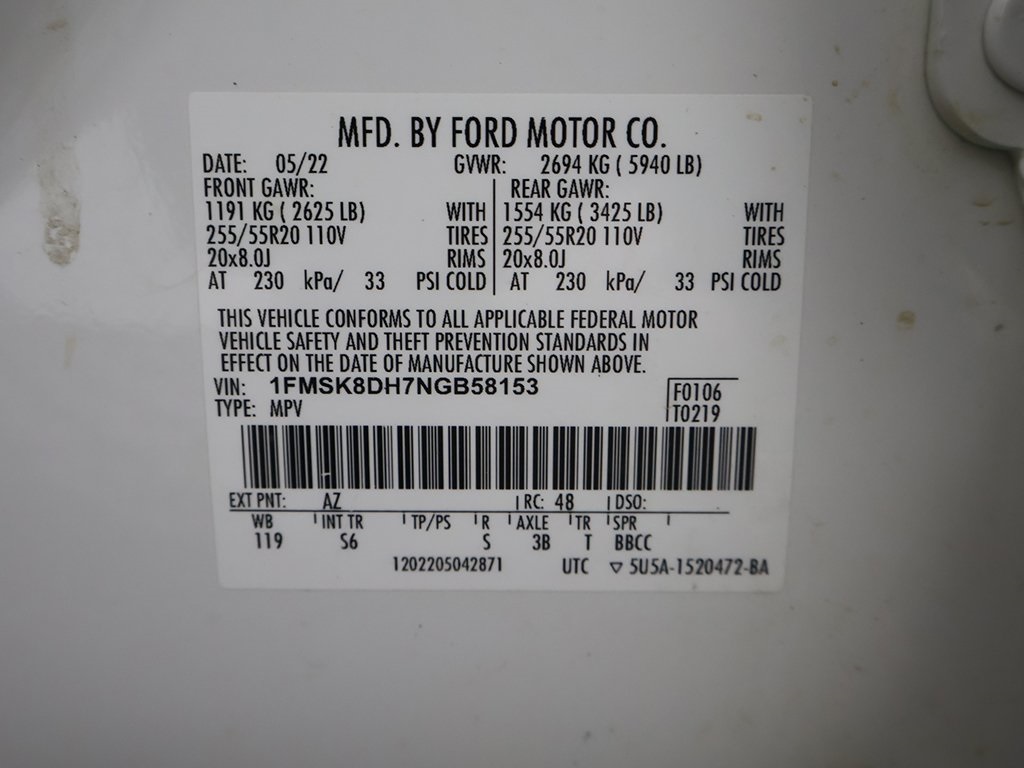 MFD. BY FORD MOTOR CO.
DATE: 05/22 GVWR: 2694 KG ( 5940 LB)
FRONT GAWR: REAR GAWR:
1191 KG ( 2625 LB) WITH 1554 KG ( 3425 LB) WITH
255/55R20 110V TIRES 255/55R20 110V TIRES
20x8.0J RIMS 20x8.0J RIMS
AT 230 kPa/ 33 PSI COLD AT 230 kPa/ 33 PSI COLD
THIS VEHICLE CONFORMS TO ALL APPLICABLE FEDERAL MOTOR
VEHICLE SAFETY AND THEFT PREVENTION STANDARDS IN
EFFECT ON THE DATE OF MANUFACTURE SHOWN ABOVE.
VIN: 1FMSK8DH7NGB58153 F0106
TYPE: MPV T0219
EXT PNT: AZ RC: 48 DSO:
WB INT TR TP/PS R AXLE TR SPR
119 S6 S 3B T BBCC
1202205042871 UTC ▽ 5U5A-1520472-BA